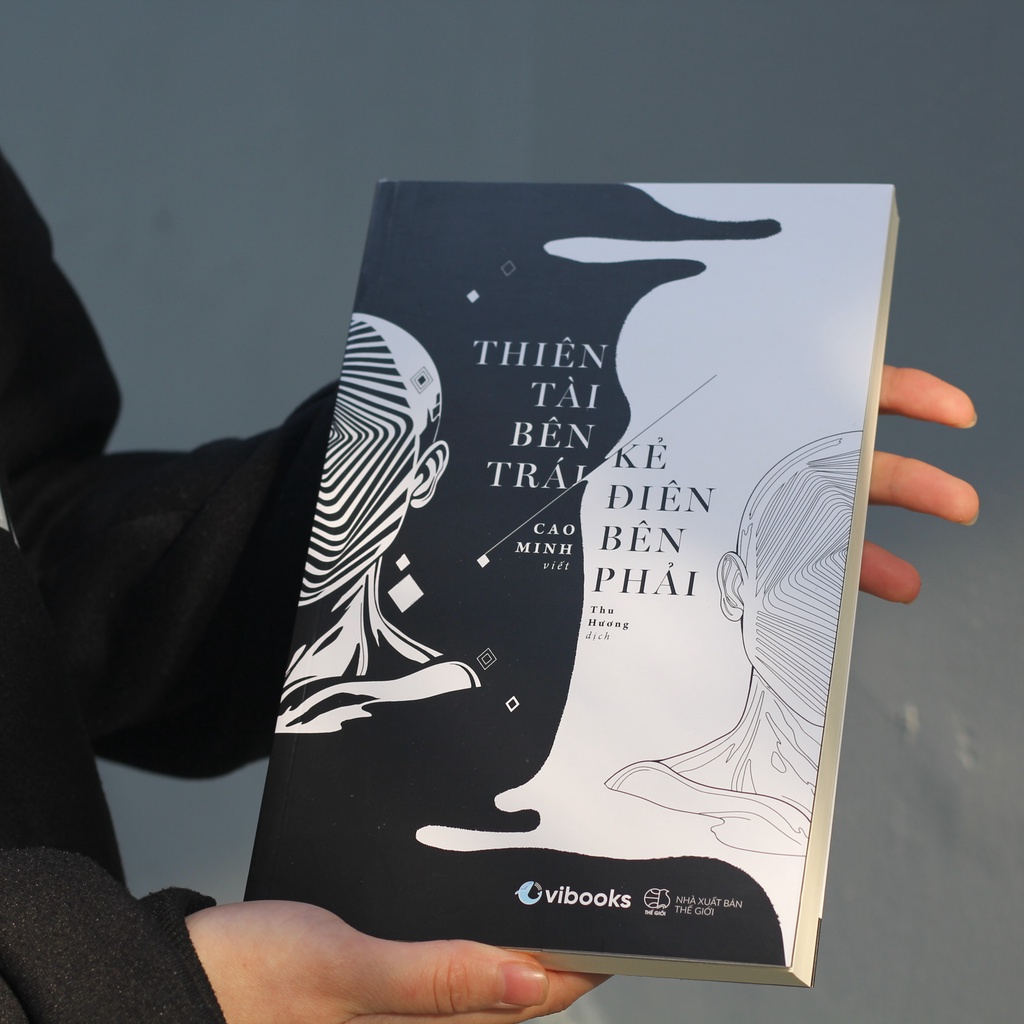 THIÊN
TÀI
BÊN
TRÁI
KẺ
ĐIÊN
BÊN
PHẢI
CAO
MINH
viết
Thu
Hương
dịch
vibooks
THẾ GIỚI
NHÀ XUẤT BẢN
THẾ GIỚI